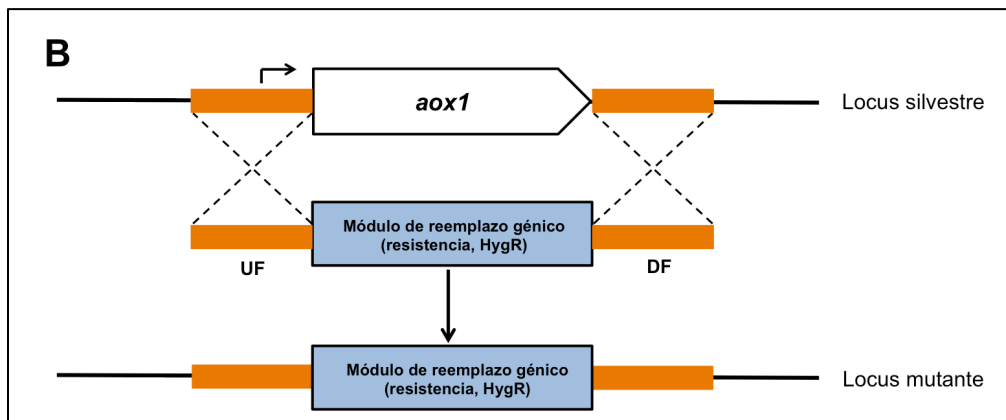 B
aox1
Locus silvestre
Módulo de reemplazo génico
(resistencia, HygR)
UF
DF
Módulo de reemplazo génico
(resistencia, HygR)
Locus mutante